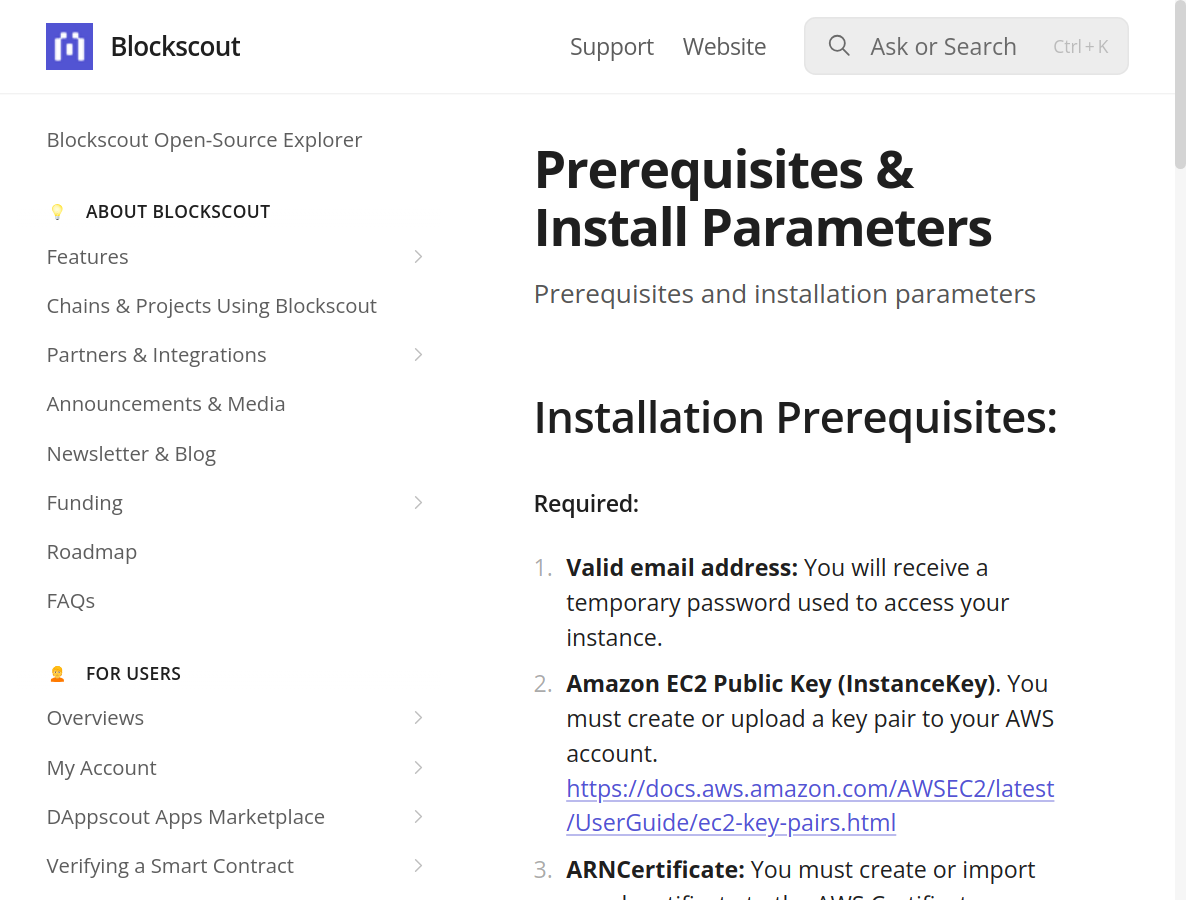 Blockscout
Support
Website
Ask or Search
Ctrl + K
Blockscout Open-Source Explorer
ABOUT BLOCKSCOUT
Features
Chains & Projects Using Blockscout
Partners & Integrations
Announcements & Media
Newsletter & Blog
Funding
Roadmap
FAQs
FOR USERS
Overviews
My Account
DAppscout Apps Marketplace
Verifying a Smart Contract
Prerequisites &
Install Parameters
Prerequisites and installation parameters
Installation Prerequisites:
Required:
1. Valid email address: You will receive a
temporary password used to access your
instance.
2. Amazon EC2 Public Key (InstanceKey). You
must create or upload a key pair to your AWS
account.
https://docs.aws.amazon.com/AWSEC2/latest
/UserGuide/ec2-key-pairs.html
3. ARNCertificate: You must create or import